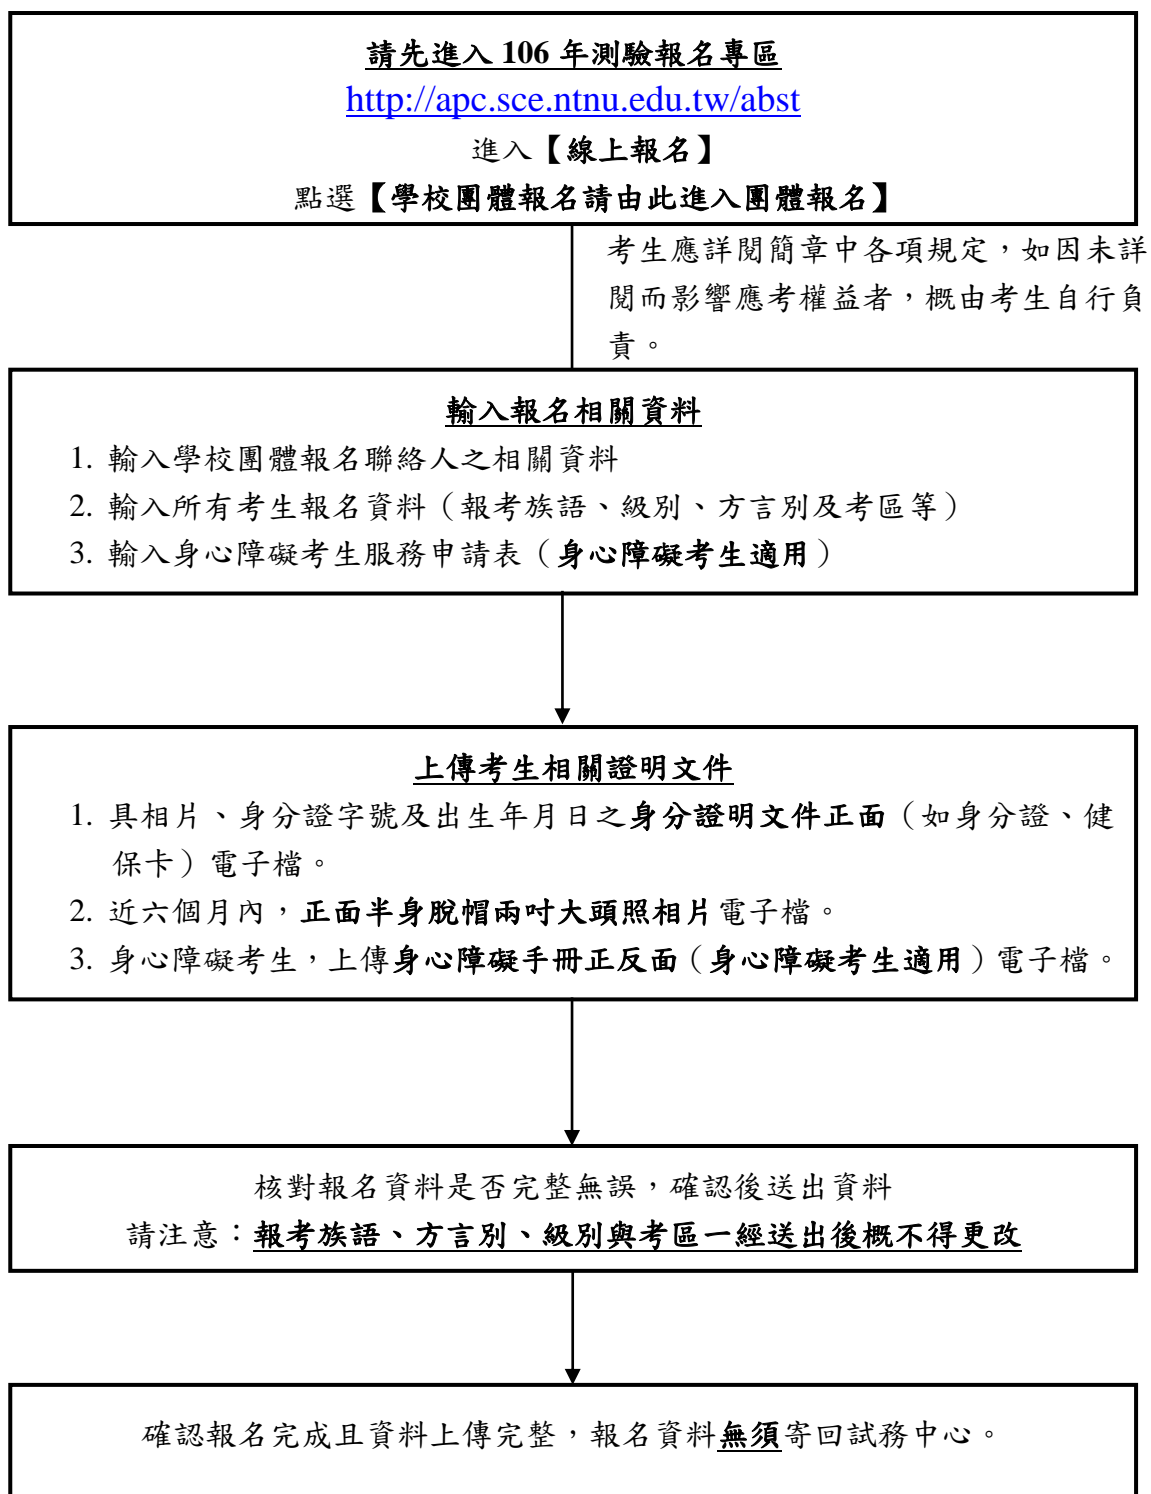 請先進入 106 年測驗報名專區
http://apc.sce.ntnu.edu.tw/abst
進入【線上報名】
點選【學校團體報名請由此進入團體報名】
考生應詳閱簡章中各項規定，如因未詳
閱而影響應考權益者，概由考生自行負
責。
輸入報名相關資料
1. 輸入學校團體報名聯絡人之相關資料
2. 輸入所有考生報名資料（報考族語、級別、方言別及考區等）
3. 輸入身心障礙考生服務申請表（身心障礙考生適用）
上傳考生相關證明文件
1. 具相片、身分證字號及出生年月日之身分證明文件正面（如身分證、健
保卡）電子檔。
2. 近六個月內，正面半身脫帽兩吋大頭照相片電子檔。
3. 身心障礙考生，上傳身心障礙手冊正反面（身心障礙考生適用）電子檔。
核對報名資料是否完整無誤，確認後送出資料
請注意：報考族語、方言別、級別與考區一經送出後概不得更改
確認報名完成且資料上傳完整，報名資料無須寄回試務中心。